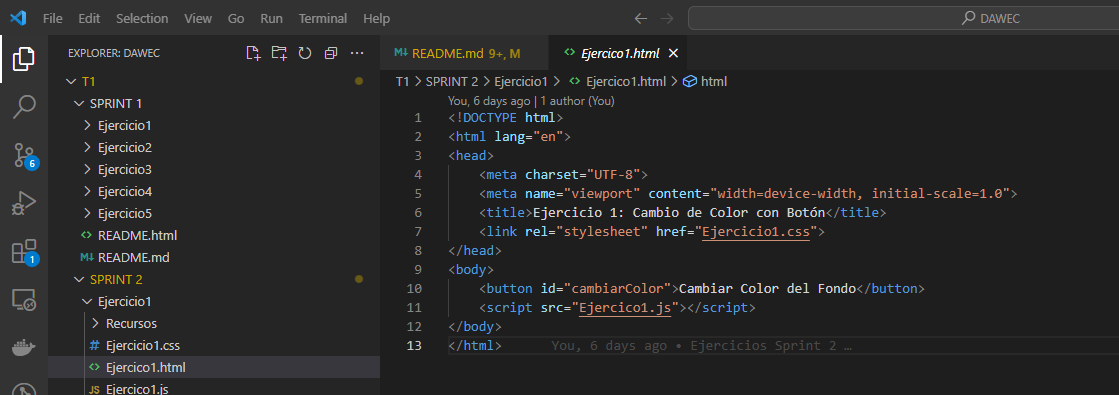 File Edit Selection View Go Run Terminal Help
DAWEC
EXPLORER: DAWEC
T1
SPRINT 1
Ejercicio1
Ejercicio2
Ejercicio3
Ejercicio4
Ejercicio5
README.html
README.md
SPRINT 2
Ejercicio1
Recursos
Ejercicio1.css
Ejercico1.html
Ejercico1.js
6
1
README.md 9+, M
Ejercico1.html
T1 > SPRINT 2 > Ejercicio1 > Ejercico1.html > html
You, 6 days ago | 1 author (You)
1 <!DOCTYPE html>
2 <html lang="en">
3 <head>
4 <meta charset="UTF-8">
5 <meta name="viewport" content="width=device-width, initial-scale=1.0">
6 <title>Ejercicio 1: Cambio de Color con Botón</title>
7 <link rel="stylesheet" href="Ejercicio1.css">
8 </head>
9 <body>
10 <button id="cambiarColor">Cambiar Color del Fondo</button>
11 <script src="Ejercico1.js"></script>
12 </body>
13 </html> You, 6 days ago • Ejercicios Sprint 2 …